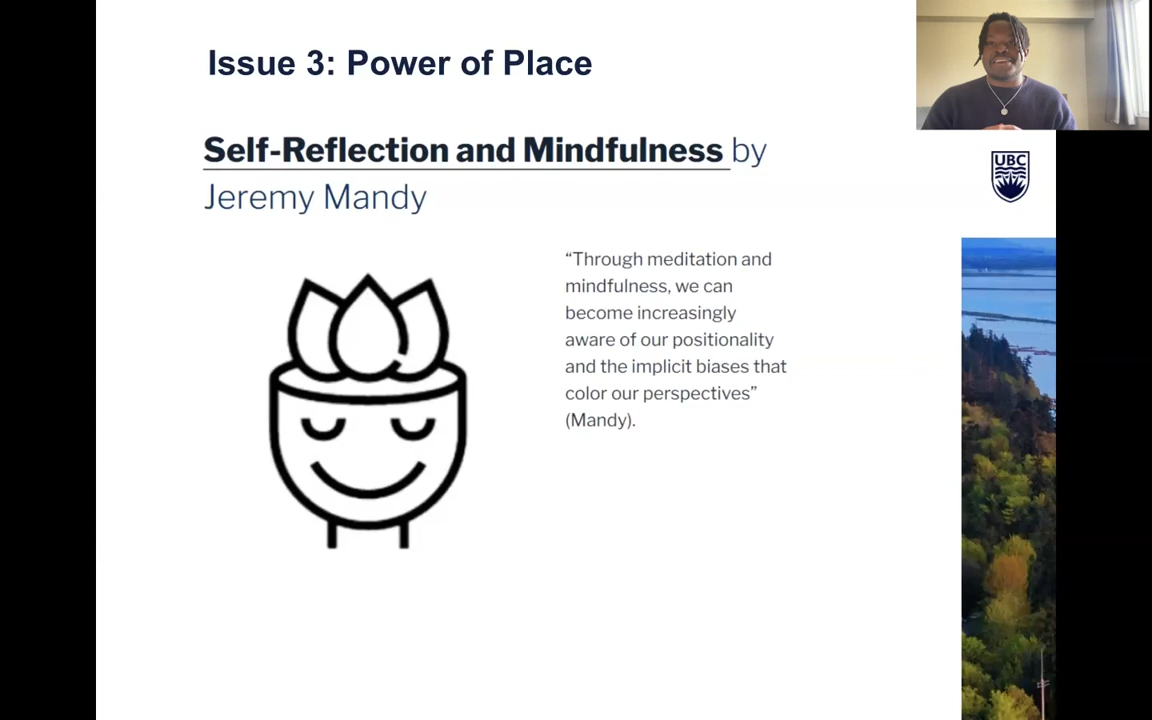 Issue 3: Power of Place
Self-Reflection and Mindfulness by
Jeremy Mandy
UBC
“Through meditation and
mindfulness, we can
become increasingly
aware of our positionality
and the implicit biases that
color our perspectives”
(Mandy).